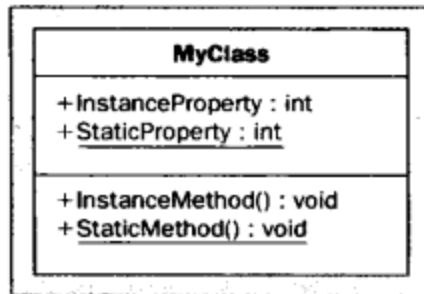 MyClass
+InstanceProperty : int
+StaticProperty : int
+InstanceMethod() : void
+StaticMethod() : void